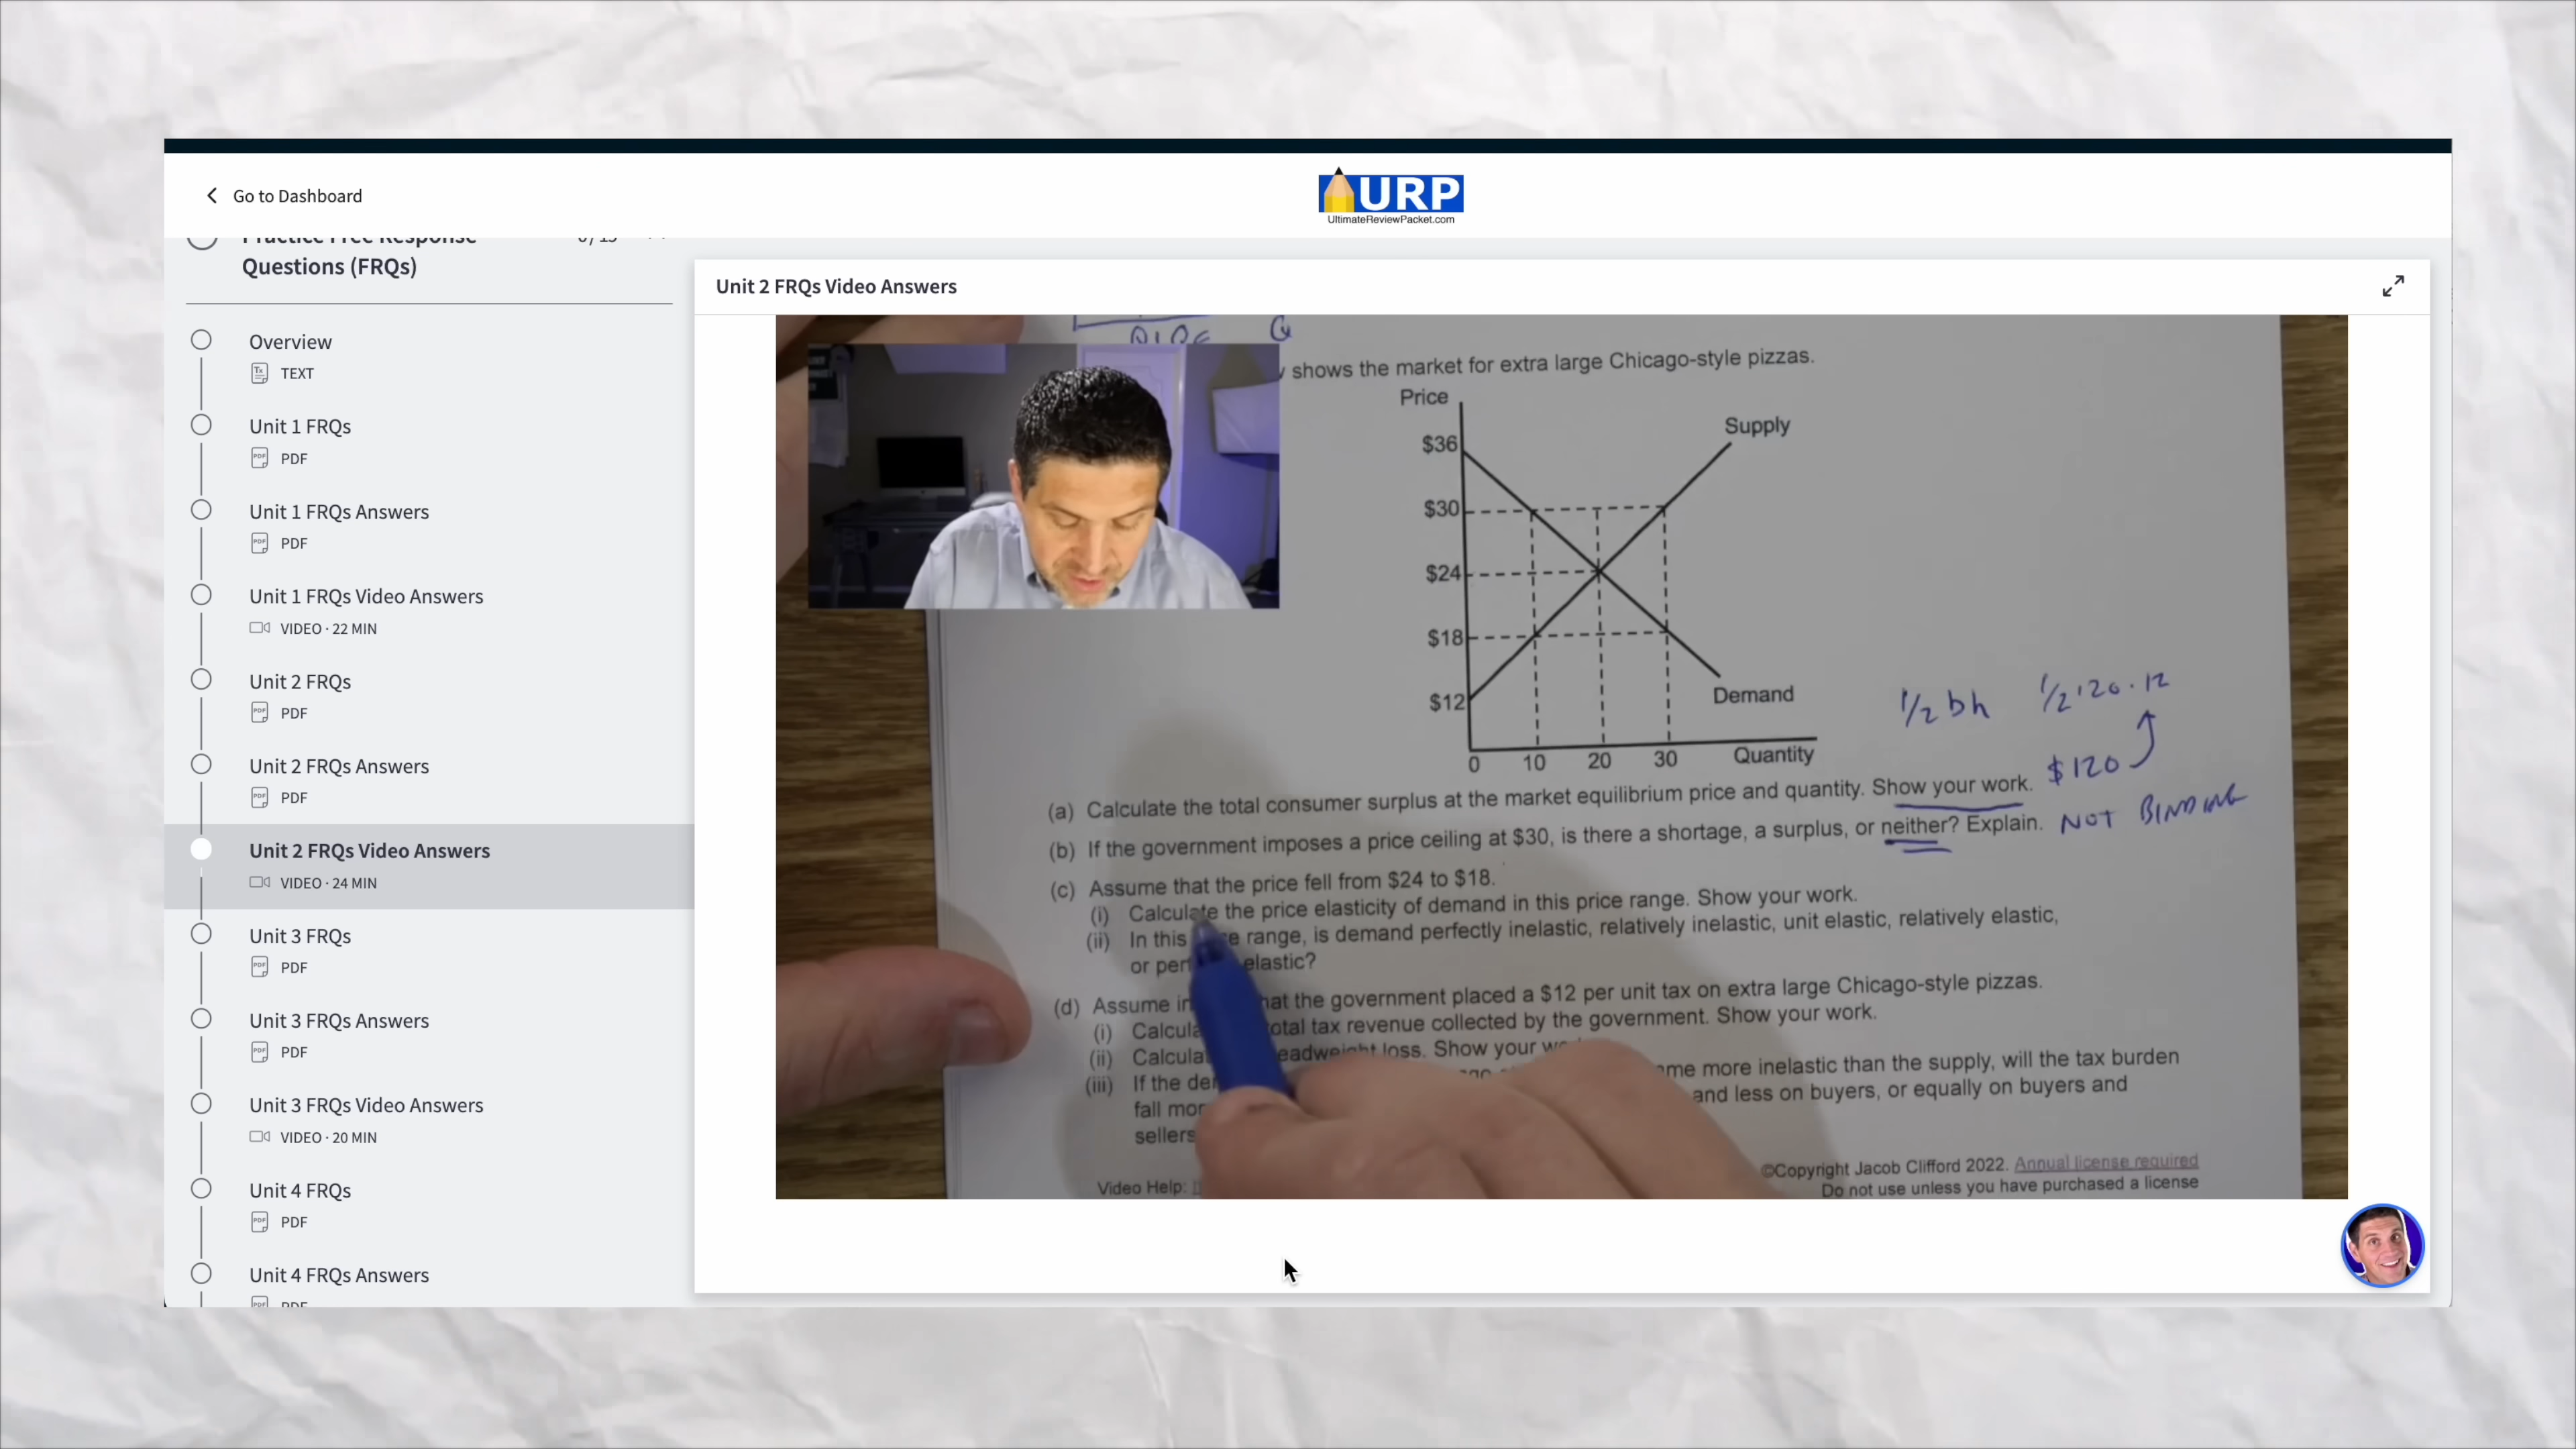 Go to Dashboard
URP
UltimateReviewPacket.com
Practice Free Response
Questions (FRQs)
Overview
TEXT
Unit 1 FRQs
PDF
Unit 1 FRQs Answers
PDF
Unit 1 FRQs Video Answers
VIDEO · 22 MIN
Unit 2 FRQs
PDF
Unit 2 FRQs Answers
PDF
Unit 2 FRQs Video Answers
VIDEO · 24 MIN
Unit 3 FRQs
PDF
Unit 3 FRQs Answers
PDF
Unit 3 FRQs Video Answers
VIDEO · 20 MIN
Unit 4 FRQs
PDF
Unit 4 FRQs Answers
PDF
Unit 2 FRQs Video Answers
shows the market for extra large Chicago-style pizzas.
Price
$36
$30
$24
$18
$12
Supply
Demand
0 10 20 30 Quantity
1/2 bh 1/2 · 20 · 12
$120
(a) Calculate the total consumer surplus at the market equilibrium price and quantity. Show your work.
(b) If the government imposes a price ceiling at $30, is there a shortage, a surplus, or neither? Explain. NOT BINDING
(c) Assume that the price fell from $24 to $18.
(i) Calculate the price elasticity of demand in this price range. Show your work.
(ii) In this range, is demand perfectly inelastic, relatively inelastic, unit elastic, relatively elastic,
or elastic?
(d) Assume that the government placed a $12 per unit tax on extra large Chicago-style pizzas.
(i) total tax revenue collected by the government. Show your work.
(ii) loss. Show your
(iii) If the more inelastic than the supply, will the tax burden
fall and less on buyers, or equally on buyers and
sellers
Video Help:
©Copyright Jacob Clifford 2022. Annual license required
Do not use unless you have purchased a license